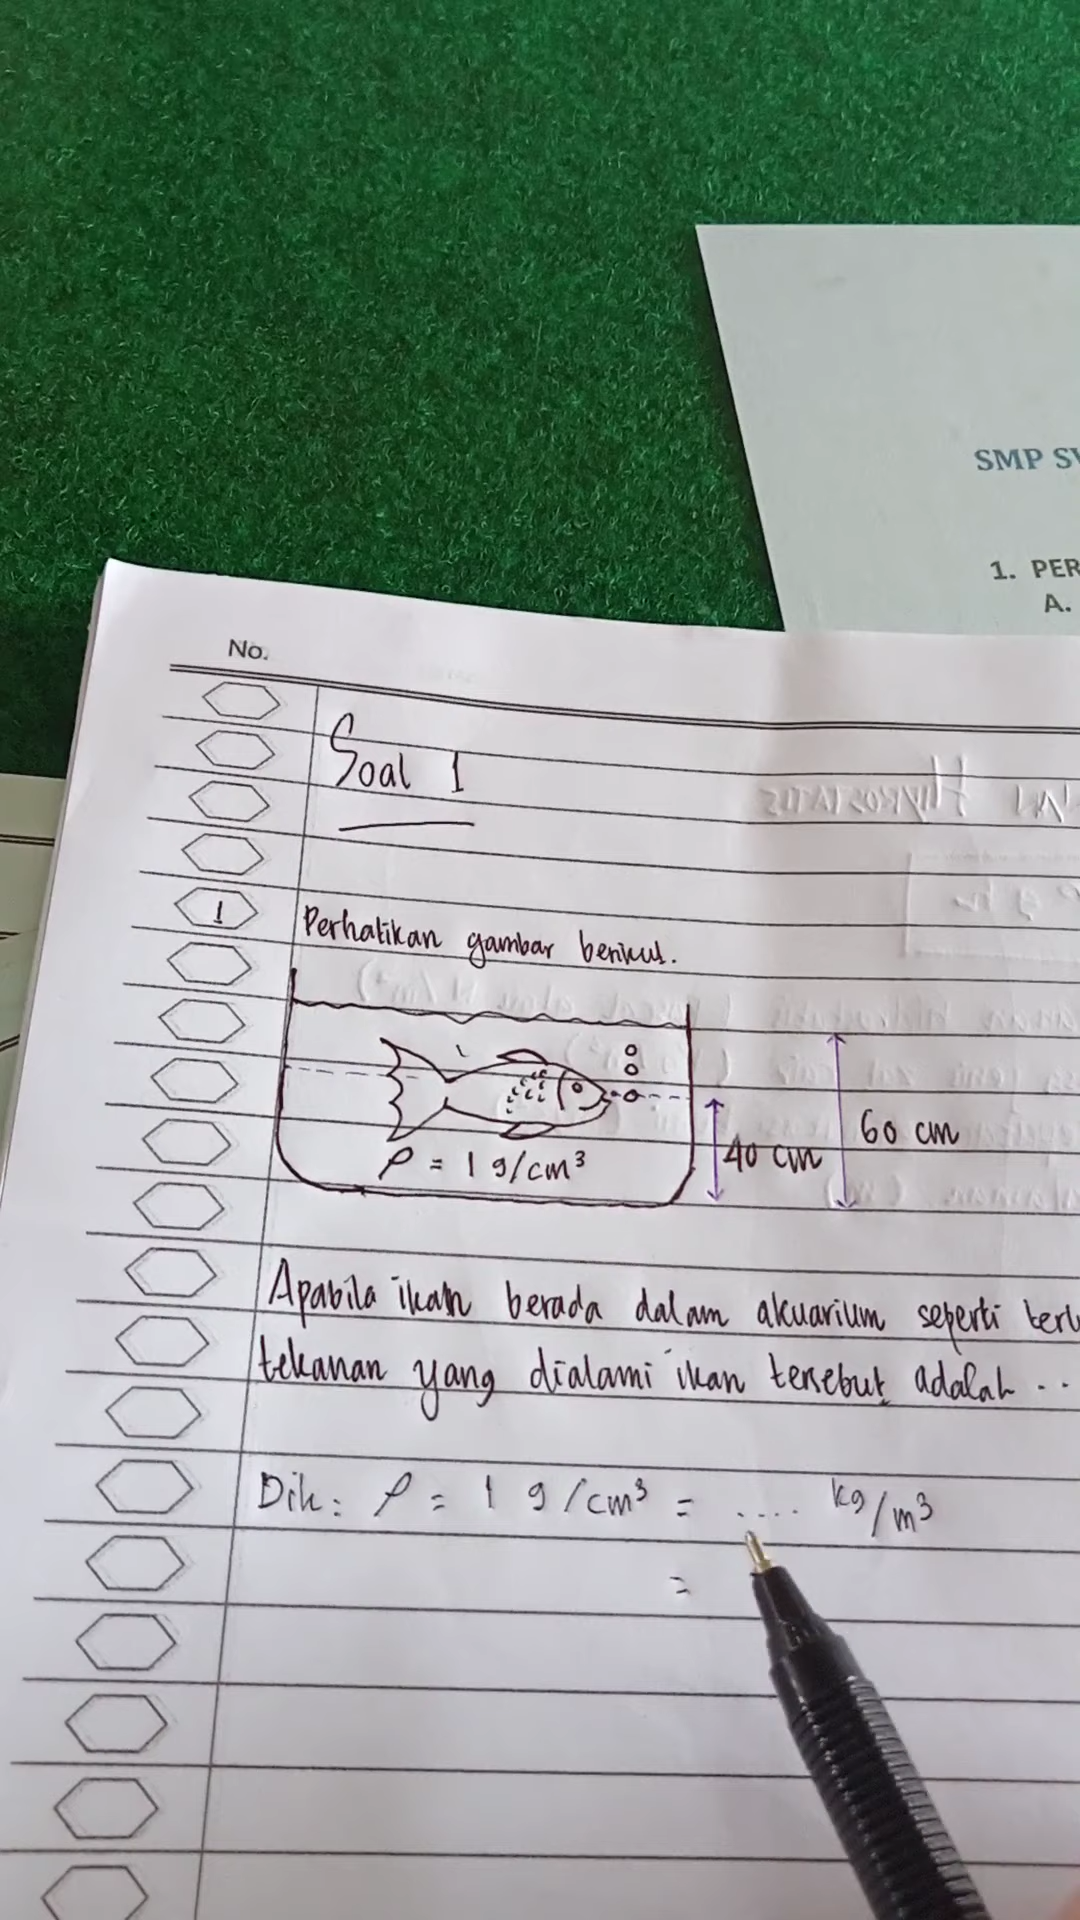 SMP
1. PER
A.
No.
Soal 1
1 Perhatikan gambar berikut.
60 cm
40 cm
ρ = 1 g/cm³
Apabila ikan berada dalam akuarium seperti
tekanan yang dialami ikan tersebut adalah ..
Dik: ρ = 1 g/cm³ = .... kg/m³
=